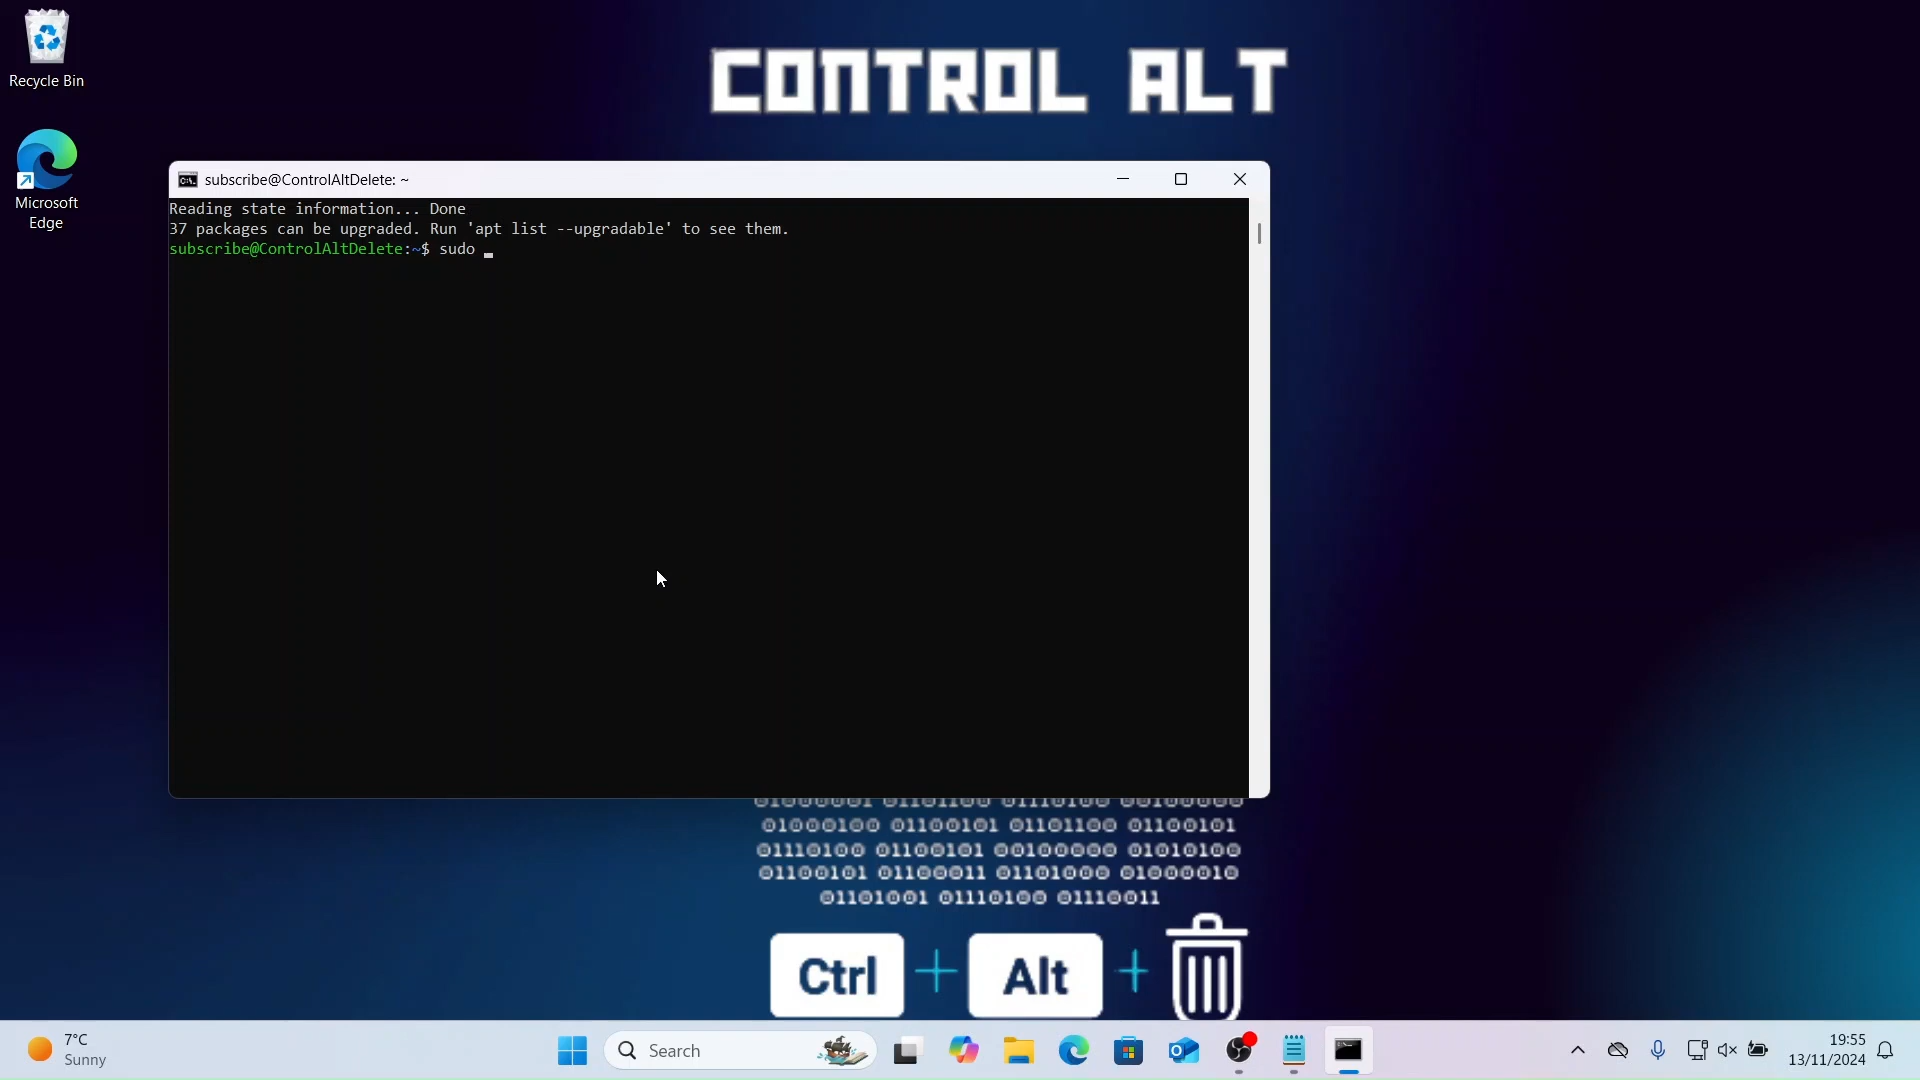 Recycle Bin
Microsoft
Edge
CONTROL ALT
subscribe@ControlAltDelete: ~
Reading state information... Done
37 packages can be upgraded. Run 'apt list --upgradable' to see them.
subscribe@ControlAltDelete:~$ sudo
01000001 01101100 01110100 00100000
01000100 01100101 01101100 01100101
01110100 01100101 00100000 01010100
01100101 01100011 01101000 01000010
01101001 01110100 01110011
Ctrl + Alt +
7°C
Sunny
Search
19:55
13/11/2024